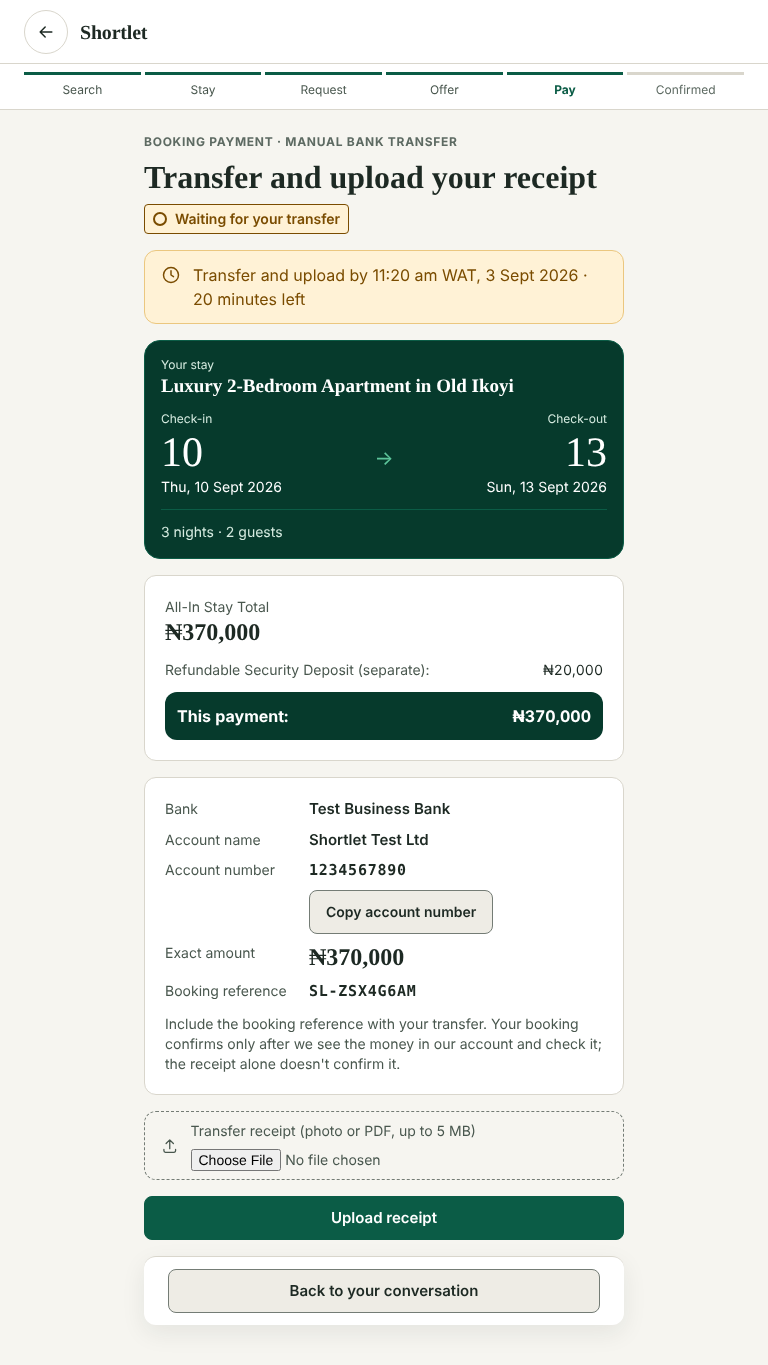 Shortlet
Search
Stay
Request
Offer
Pay
Confirmed
BOOKING PAYMENT · MANUAL BANK TRANSFER
Transfer and upload your receipt
Waiting for your transfer
Transfer and upload by 11:20 am WAT, 3 Sept 2026 ·
20 minutes left
Your stay
Luxury 2-Bedroom Apartment in Old Ikoyi
Check-in
10
Thu, 10 Sept 2026
→
Check-out
13
Sun, 13 Sept 2026
3 nights · 2 guests
All-In Stay Total
₦370,000
Refundable Security Deposit (separate): ₦20,000
This payment: ₦370,000
Bank Test Business Bank
Account name Shortlet Test Ltd
Account number 1234567890
Copy account number
Exact amount ₦370,000
Booking reference SL-ZSX4G6AM
Include the booking reference with your transfer. Your booking
confirms only after we see the money in our account and check it;
the receipt alone doesn't confirm it.
Transfer receipt (photo or PDF, up to 5 MB)
Choose File No file chosen
Upload receipt
Back to your conversation